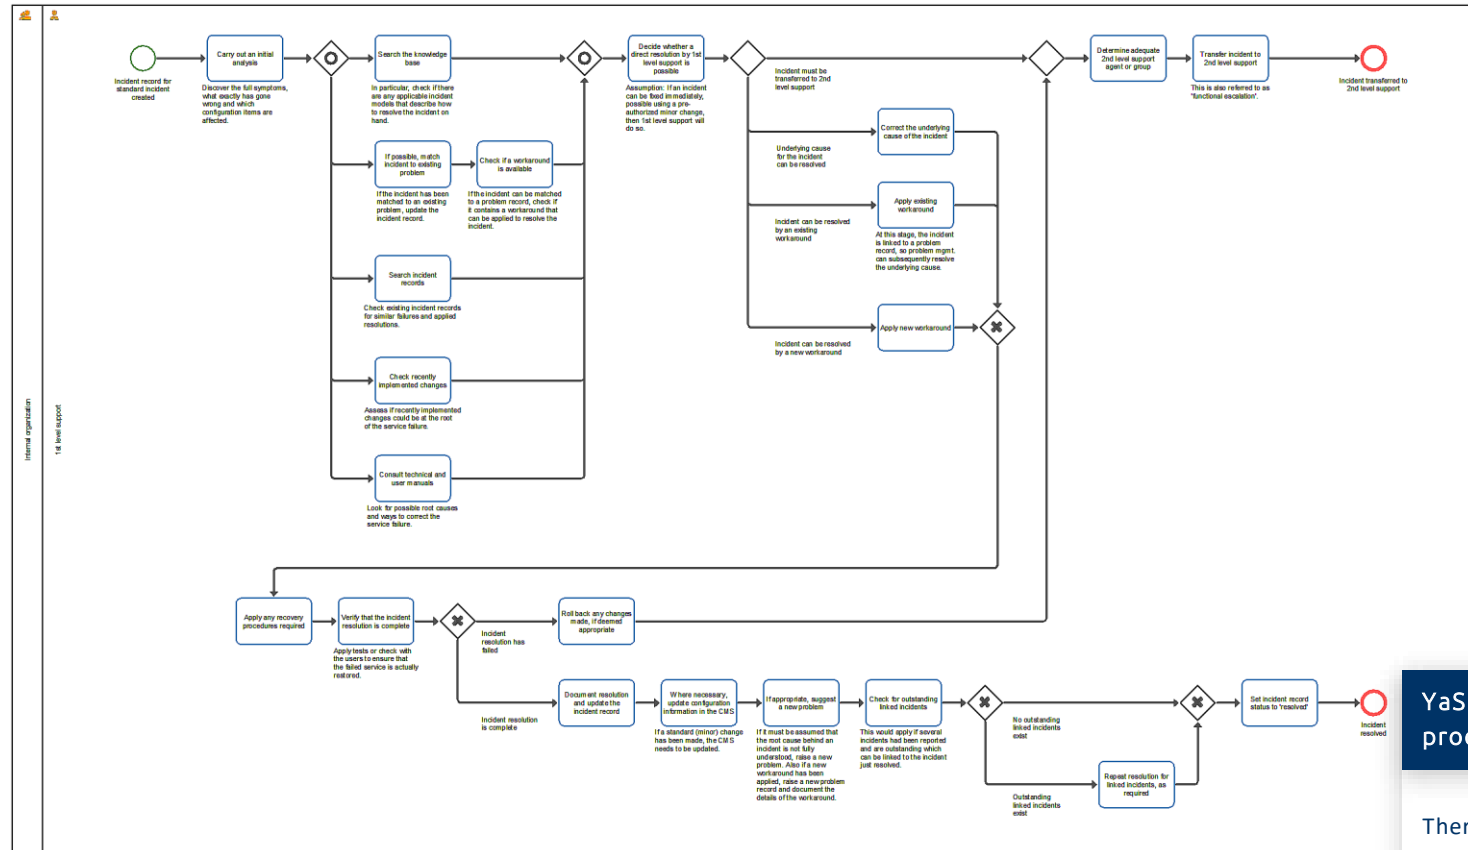 Incident record for
standard incident
created
Carry out an initial
analysis
Discover the full symptoms,
what exactly has gone
wrong and which
configuration items are
affected.
Search the knowledge
base
In particular, check if there
are any applicable incident
models that describe how
to resolve the incident on
hand.
If possible, match
incident to existing
problem
If the incident has been
matched to an existing
problem, update the
incident record.
Check if a workaround
is available
If the incident can be matched
to a problem record, check if
it contains a workaround that
can be applied to resolve the
incident.
Search incident
records
Check existing incident records
for similar failures and applied
resolutions.
Check recently
implemented changes
Assess if recently implemented
changes could be at the root
of the service failure.
Consult technical and
user manuals
Look for possible root causes
and ways to correct the
service failure.
Decide whether a
direct resolution by 1st
level support is
possible
Assumption: If an incident
can be fixed immediately,
possible using a pre-
authorized minor change,
then 1st level support will
do so.
Incident must be
transferred to 2nd
level support
Underlying cause
for the incident
can be resolved
Correct the underlying
cause of the incident
Incident can be resolved
by an existing
workaround
Apply existing
workaround
At this stage, the incident
is linked to a problem
record, so problem mgmt.
can subsequently resolve
the underlying cause.
Incident can be resolved
by a new workaround
Apply new workaround
Determine adequate
2nd level support
agent or group
Transfer incident to
2nd level support
This is also referred to as
'functional escalation'.
Incident transferred to
2nd level support
Internal organization
1st level support
Apply any recovery
procedures required
Verify that the incident
resolution is complete
Apply tests or check with
the users to ensure that
the failed service is actually
restored.
Incident
resolution has
failed
Roll back any changes
made, if deemed
appropriate
Incident resolution
is complete
Document resolution
and update the
incident record
Where necessary,
update configuration
information in the CMS
If a standard (minor) change
has been made, the CMS
needs to be updated.
If appropriate, suggest
a new problem
If it must be assumed that
the root cause behind an
incident is not fully
understood, raise a new
problem. Also if a new
workaround has been
applied, raise a new problem
record and document the
details of the workaround.
Check for outstanding
linked incidents
This would apply if several
incidents had been reported
and are outstanding which
can be linked to the incident
just resolved.
No outstanding
linked incidents
exist
Outstanding
linked incidents
exist
Repeat resolution for
linked incidents, as
required
Set incident record
status to 'resolved'
Incident
resolved
YaS
proc
Ther